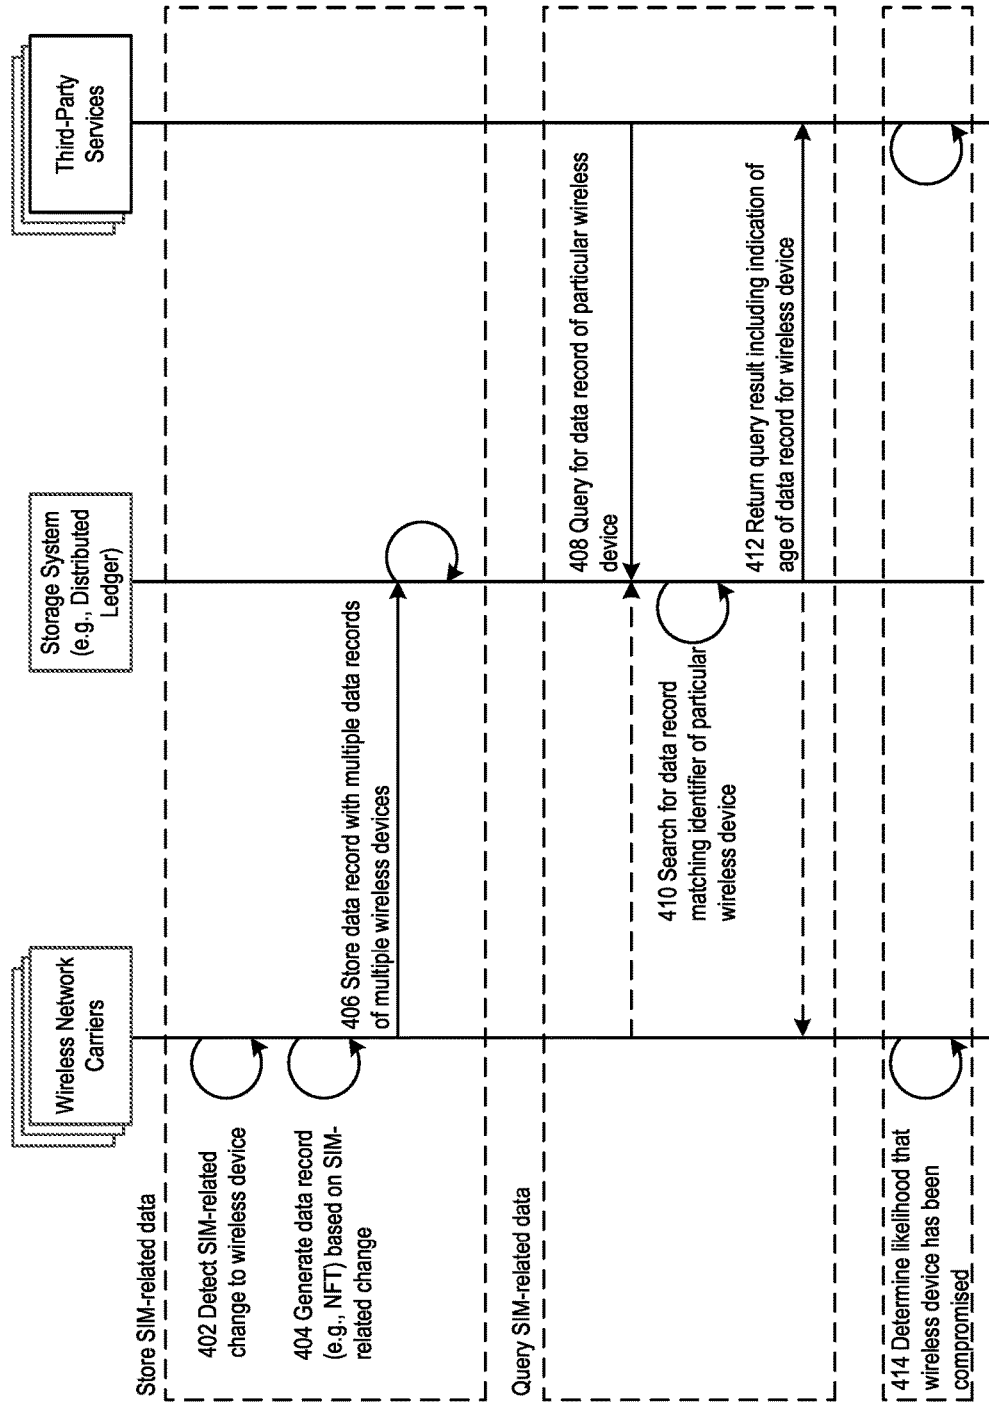 Wireless Network
Carriers
Storage System
(e.g., Distributed
Ledger)
Third-Party
Services
Store SIM-related data
402 Detect SIM-related
change to wireless device
404 Generate data record
(e.g., NFT) based on SIM-
related change
406 Store data record with multiple data records
of multiple wireless devices
Query SIM-related data
408 Query for data record of particular wireless
device
410 Search for data record
matching identifier of particular
wireless device
412 Return query result including indication of
age of data record for wireless device
414 Determine likelihood that
wireless device has been
compromised